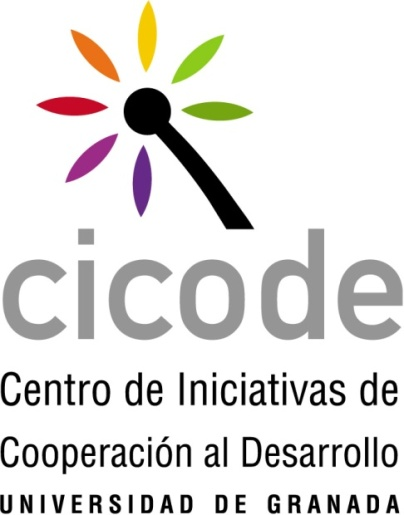 cicode
Centro de Iniciativas de
Cooperación al Desarrollo
UNIVERSIDAD DE GRANADA